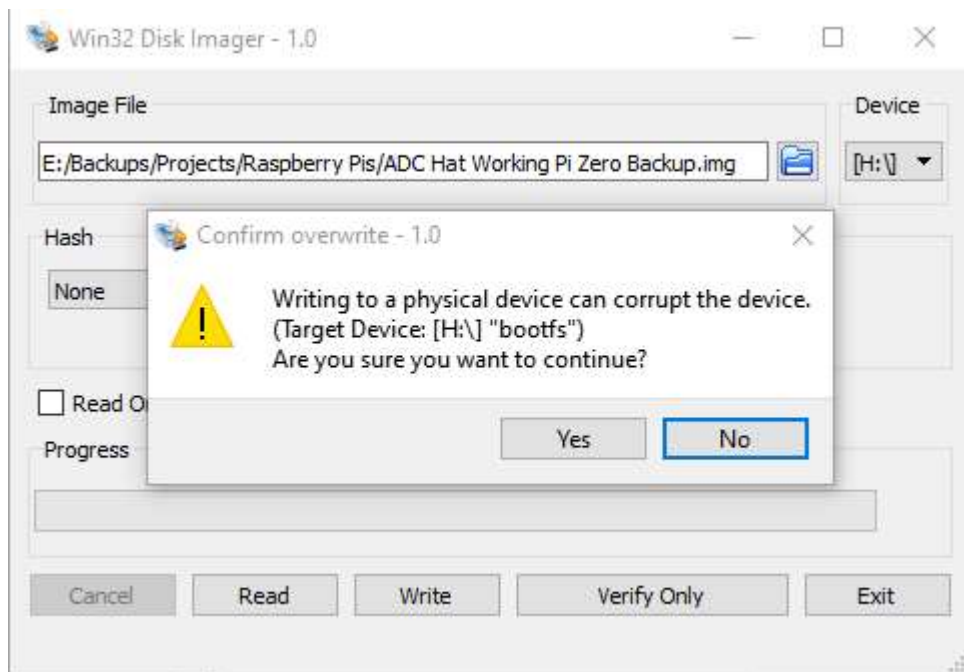 Win32 Disk Imager - 1.0
Image File
Device
E:/Backups/Projects/Raspberry Pis/ADC Hat Working Pi Zero Backup.img
[H:\]
Hash
None
Confirm overwrite - 1.0
Writing to a physical device can corrupt the device.
(Target Device: [H:\] "bootfs")
Are you sure you want to continue?
Yes
No
Read
Progress
Cancel
Read
Write
Verify Only
Exit